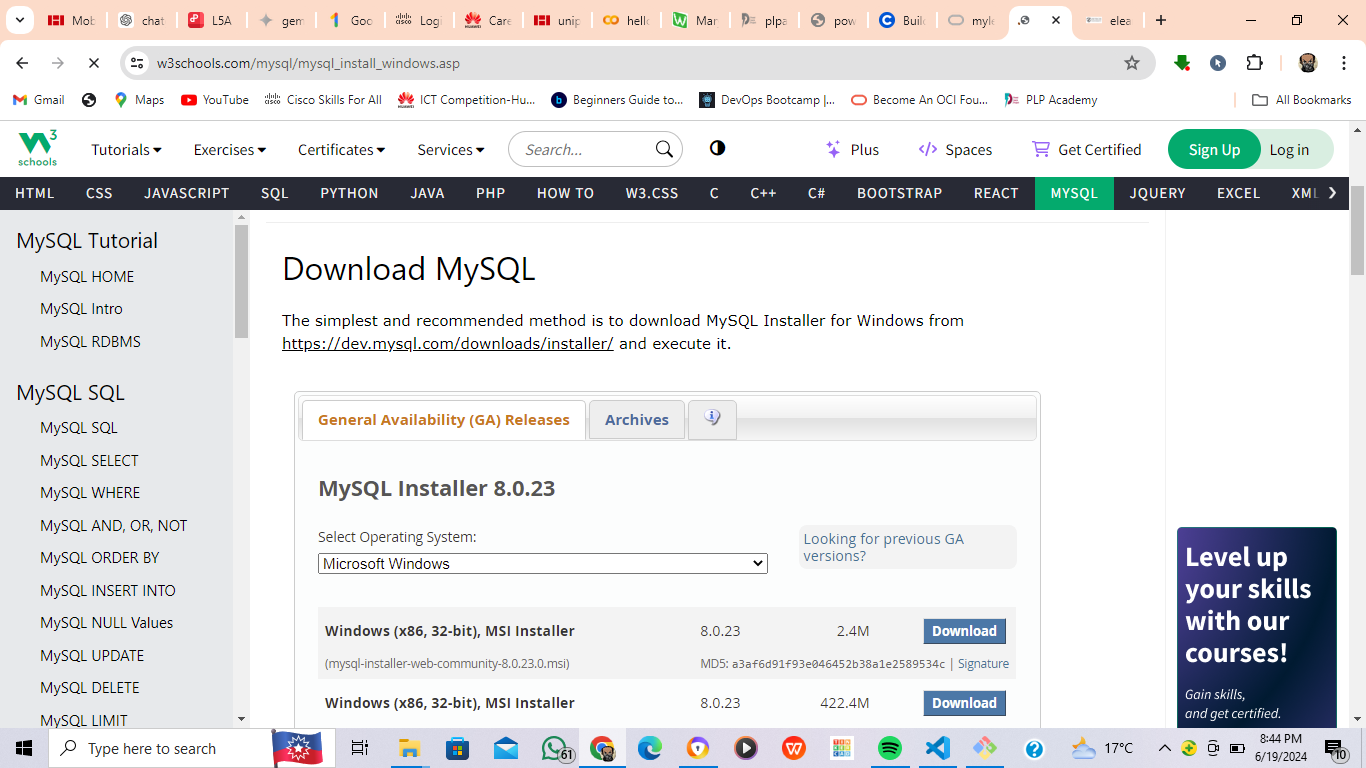 Mob
chat
L5A
gem
Goo
Logi
Care
unip
hello
Mar
plpa
pow
Buil
myle
elea
w3schools.com/mysql/mysql_install_windows.asp
Gmail
Maps
YouTube
Cisco Skills For All
ICT Competition-Hu...
Beginners Guide to...
DevOps Bootcamp |...
Become An OCI Fou...
PLP Academy
All Bookmarks
W3 schools
Tutorials
Exercises
Certificates
Services
Search...
Plus
Spaces
Get Certified
Sign Up
Log in
HTML CSS JAVASCRIPT SQL PYTHON JAVA PHP HOW TO W3.CSS C C++ C# BOOTSTRAP REACT MYSQL JQUERY EXCEL XML
MySQL Tutorial
MySQL HOME
MySQL Intro
MySQL RDBMS
MySQL SQL
MySQL SQL
MySQL SELECT
MySQL WHERE
MySQL AND, OR, NOT
MySQL ORDER BY
MySQL INSERT INTO
MySQL NULL Values
MySQL UPDATE
MySQL DELETE
MySQL LIMIT
Download MySQL
The simplest and recommended method is to download MySQL Installer for Windows from
https://dev.mysql.com/downloads/installer/ and execute it.
General Availability (GA) Releases
Archives
MySQL Installer 8.0.23
Select Operating System:
Microsoft Windows
Looking for previous GA
versions?
Windows (x86, 32-bit), MSI Installer 8.0.23 2.4M Download
(mysql-installer-web-community-8.0.23.0.msi) MD5: a3af6d91f93e046452b38a1e2589534c | Signature
Windows (x86, 32-bit), MSI Installer 8.0.23 422.4M Download
Level up
your skills
with our
courses!
Gain skills,
and get certified.
Type here to search
61
17°C
8:44 PM
6/19/2024
10